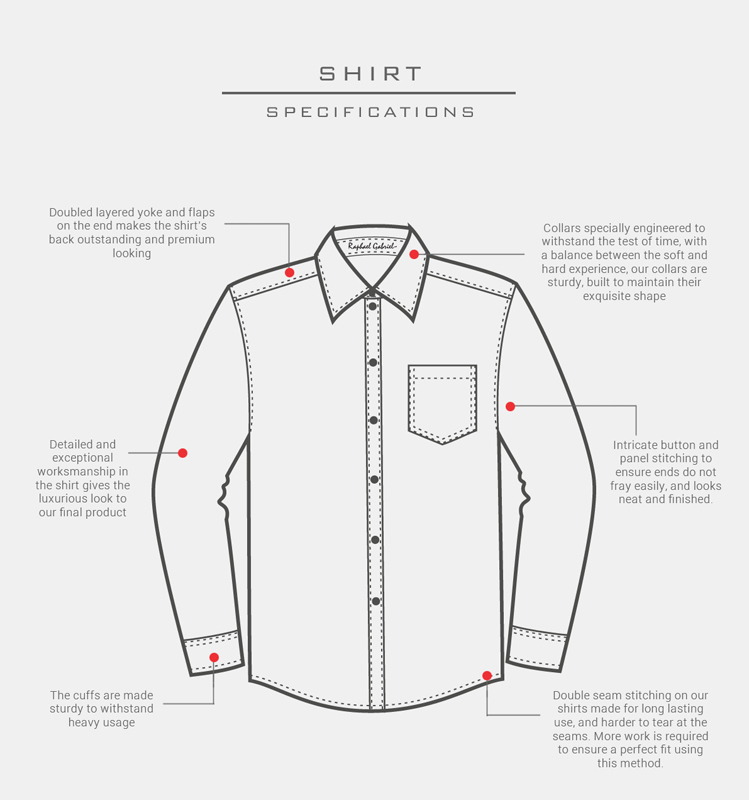 SHIRT
SPECIFICATIONS
Doubled layered yoke and flaps
on the end makes the shirt's
back outstanding and premium
looking
Raphael Gabriel
Collars specially engineered to
withstand the test of time, with
a balance between the soft and
hard experience, our collars are
sturdy, built to maintain their
exquisite shape
Detailed and
exceptional
worksmanship in
the shirt gives the
luxurious look to
our final product
Intricate button and
panel stitching to
ensure ends do not
fray easily, and looks
neat and finished.
The cuffs are made
sturdy to withstand
heavy usage
Double seam stitching on our
shirts made for long lasting
use, and harder to tear at the
seams. More work is required
to ensure a perfect fit using
this method.